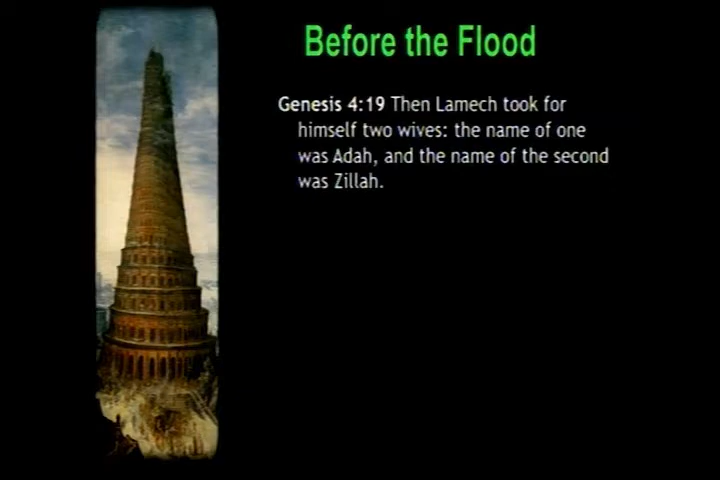 Before the Flood
Genesis 4:19 Then Lamech took for
himself two wives: the name of one
was Adah, and the name of the second
was Zillah.